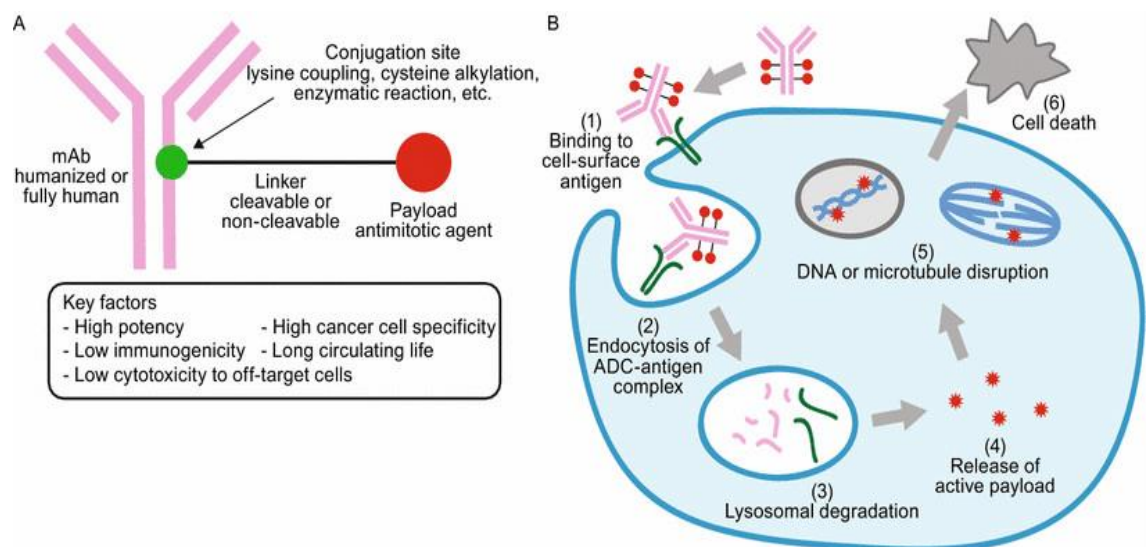 A
Conjugation site
lysine coupling, cysteine alkylation,
enzymatic reaction, etc.
mAb
humanized or
fully human
Linker
cleavable or
non-cleavable
Payload
antimitotic agent
Key factors
- High potency
- High cancer cell specificity
- Low immunogenicity
- Long circulating life
- Low cytotoxicity to off-target cells
B
(1)
Binding to
cell-surface
antigen
(2)
Endocytosis of
ADC-antigen
complex
(3)
Lysosomal degradation
(4)
Release of
active payload
(5)
DNA or microtubule disruption
(6)
Cell death